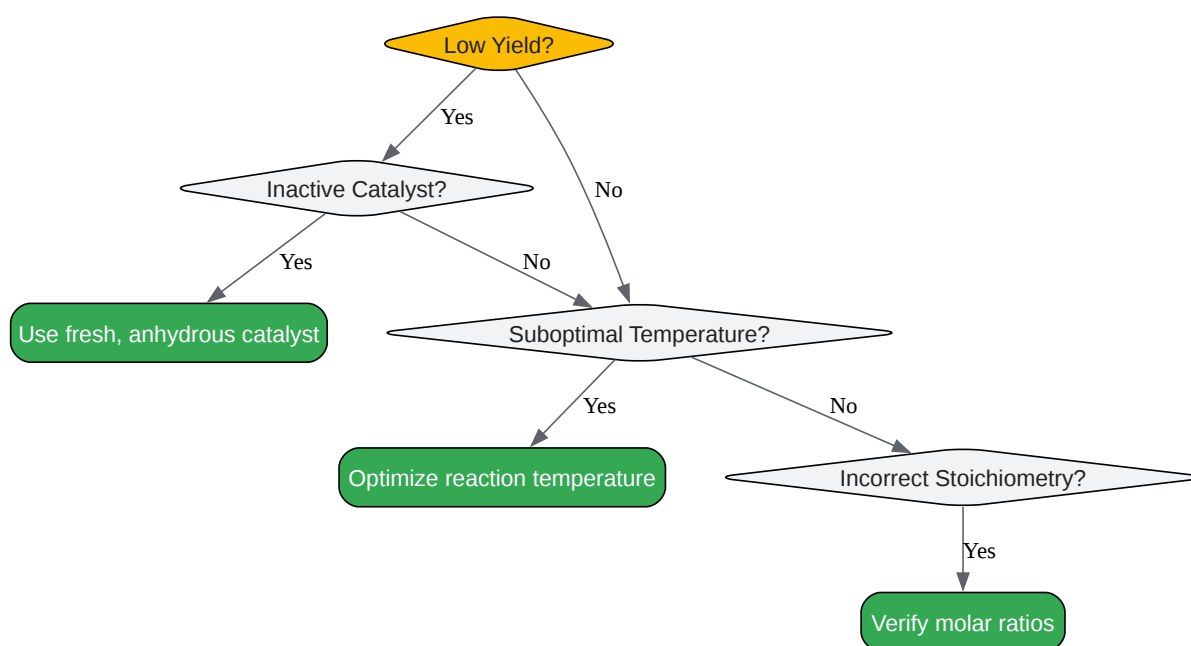 Low Yield?
Yes
Inactive Catalyst?
No
Yes
No
Use fresh, anhydrous catalyst
Suboptimal Temperature?
Yes
No
Optimize reaction temperature
Incorrect Stoichiometry?
Yes
Verify molar ratios